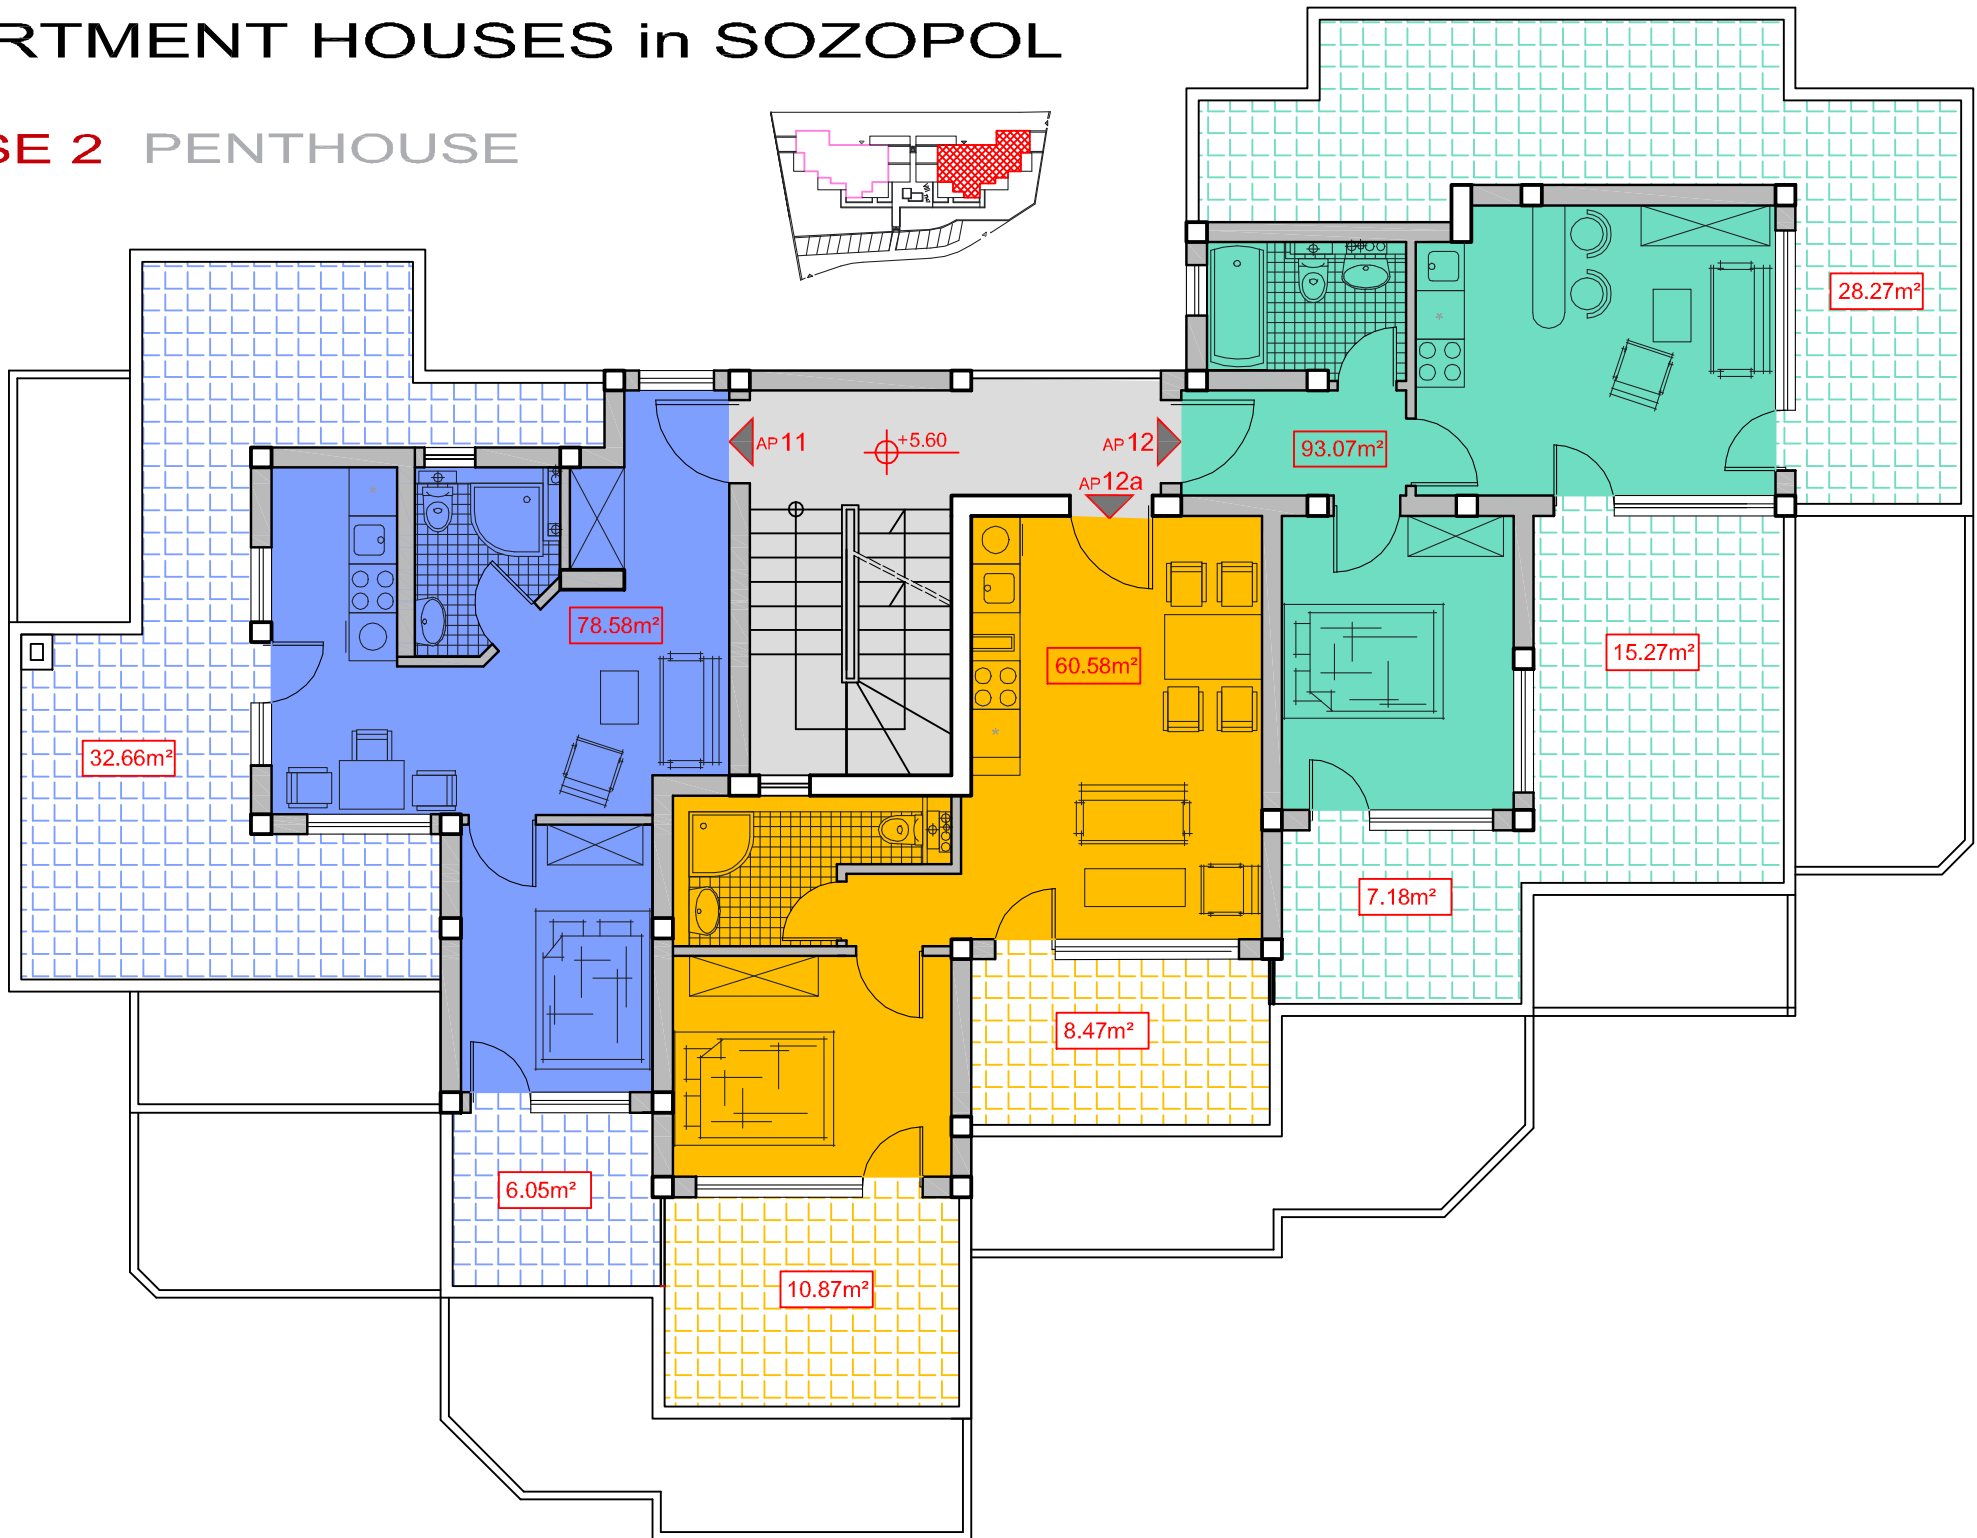 RTMENT HOUSES in SOZOPOL
SE 2 PENTHOUSE
28.27m²
AP 11
+5.60
AP 12
93.07m²
AP 12a
78.58m²
60.58m²
15.27m²
32.66m²
7.18m²
8.47m²
6.05m²
10.87m²